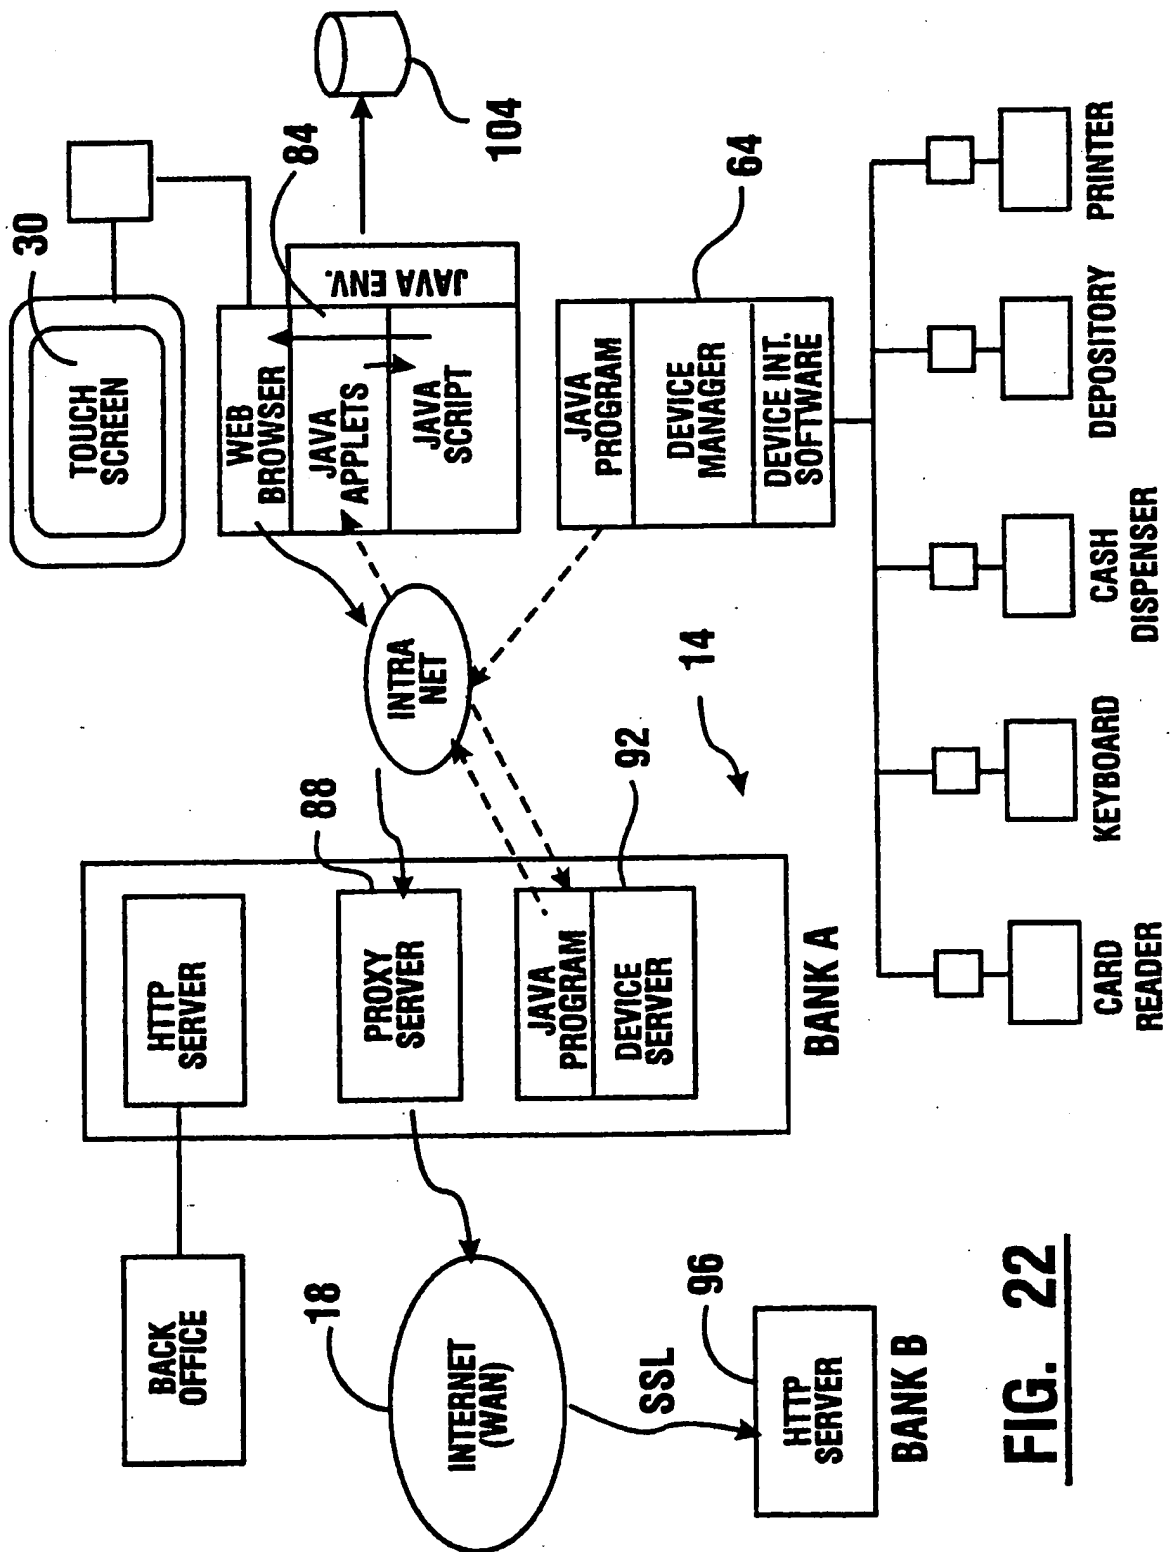 BACK
OFFICE
HTTP
SERVER
30
TOUCH
SCREEN
18
INTERNET
(WAN)
88
PROXY
SERVER
INTRA
NET
WEB
BROWSER
JAVA
APPLETS
JAVA
SCRIPT
JAVA ENV.
84
104
SSL
96
HTTP
SERVER
BANK B
JAVA
PROGRAM
DEVICE
SERVER
92
BANK A
14
JAVA
PROGRAM
DEVICE
MANAGER
DEVICE INT.
SOFTWARE
64
CARD
READER
KEYBOARD
CASH
DISPENSER
DEPOSITORY
PRINTER
FIG. 22